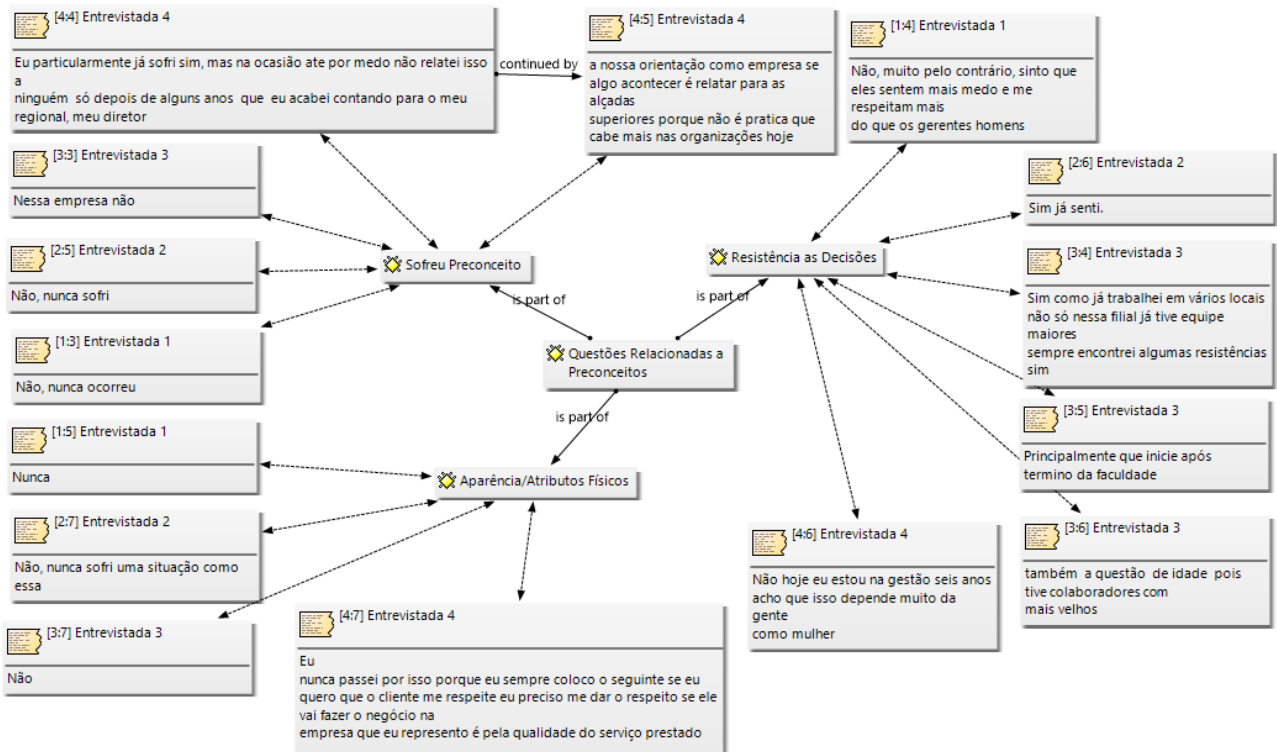 [4:4] Entrevistada 4
Eu particularmente já sofri sim, mas na ocasião ate por medo não relatei isso
a
ninguém  só depois de alguns anos  que  eu acabei contando para o meu
regional, meu diretor
continued by
[4:5] Entrevistada 4
a nossa orientação como empresa se
algo acontecer é relatar para as
alçadas
superiores porque não é pratica que
cabe mais nas organizações hoje
[1:4] Entrevistada 1
Não, muito pelo contrário, sinto que
eles sentem mais medo e me
respeitam mais
do que os gerentes homens
[3:3] Entrevistada 3
Nessa empresa não
[2:6] Entrevistada 2
Sim já senti.
[2:5] Entrevistada 2
Não, nunca sofri
Sofreu Preconceito
Resistência as Decisões
[3:4] Entrevistada 3
Sim como já trabalhei em vários locais
não só nessa filial já tive equipe
maiores
sempre encontrei algumas resistências
sim
is part of
is part of
[1:3] Entrevistada 1
Não, nunca ocorreu
Questões Relacionadas a
Preconceitos
is part of
[3:5] Entrevistada 3
Principalmente que inicie após
termino da faculdade
[1:5] Entrevistada 1
Nunca
Aparência/Atributos Físicos
[2:7] Entrevistada 2
Não, nunca sofri uma situação como
essa
[4:6] Entrevistada 4
Não hoje eu estou na gestão seis anos
acho que isso depende muito da
gente
como mulher
[3:6] Entrevistada 3
também  a questão  de idade  pois
tive colaboradores com
mais velhos
[3:7] Entrevistada 3
Não
[4:7] Entrevistada 4
Eu
nunca passei por isso porque eu sempre coloco o seguinte se eu
quero que o cliente me respeite eu preciso me dar o respeito se ele
vai fazer o negócio na
empresa que eu represento é pela qualidade do serviço prestado